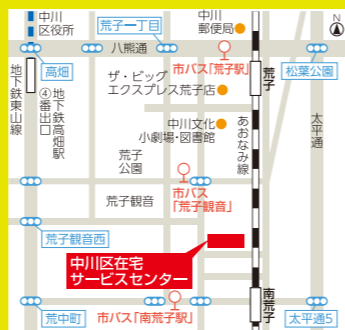 中川
区役所
荒子一丁目
中川
郵便局
N
八熊通
高畑
市バス「荒子駅」
松葉公園
地下鉄東山線
④番出口
地下鉄高畑駅
ザ・ビッグ
エクスプレス荒子店
荒子
あおなみ線
太平通
中川文化
小劇場・図書館
荒子
公園
荒子観音
市バス
「荒子観音」
荒子観音西
中川区在宅
サービスセンター
荒中町
市バス「南荒子駅」
南荒子
太平通5